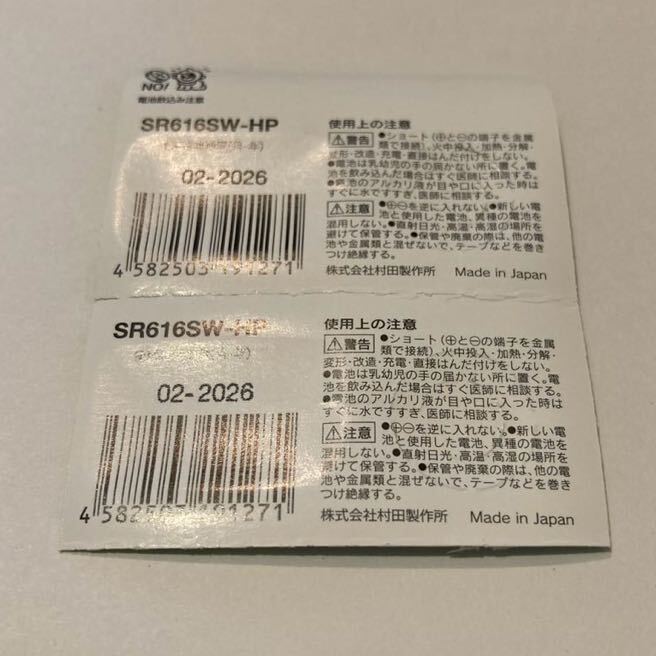 NO!
電池飲込み注意
SR616SW-HP
02-2026
4 582503 191271
使用上の注意
⚠警告 ●ショート(⊕と⊖の端子を金属
類で接続)、火中投入・加熱・分解・
変形・改造・充電・直接はんだ付けをしない。
●電池は乳幼児の手の届かない所に置く。電
池を飲み込んだ場合はすぐ医師に相談する。
●電池のアルカリ液が目や口に入った時は
すぐに水ですすぎ、医師に相談する。
⚠注意 ●⊕⊖を逆に入れない。●新しい電
池と使用した電池、異種の電池を
混用しない。●直射日光・高温・高湿の場所を
避けて保管する。●保管や廃棄の際は、他の電
池や金属類と混ぜないで、テープなどを巻き
つけ絶縁する。
株式会社村田製作所 Made in Japan
SR616SW-HP
02-2026
4 582503 191271
使用上の注意
⚠警告 ●ショート(⊕と⊖の端子を金属
類で接続)、火中投入・加熱・分解・
変形・改造・充電・直接はんだ付けをしない。
●電池は乳幼児の手の届かない所に置く。電
池を飲み込んだ場合はすぐ医師に相談する。
●電池のアルカリ液が目や口に入った時は
すぐに水ですすぎ、医師に相談する。
⚠注意 ●⊕⊖を逆に入れない。●新しい電
池と使用した電池、異種の電池を
混用しない。●直射日光・高温・高湿の場所を
避けて保管する。●保管や廃棄の際は、他の電
池や金属類と混ぜないで、テープなどを巻き
つけ絶縁する。
株式会社村田製作所 Made in Japan